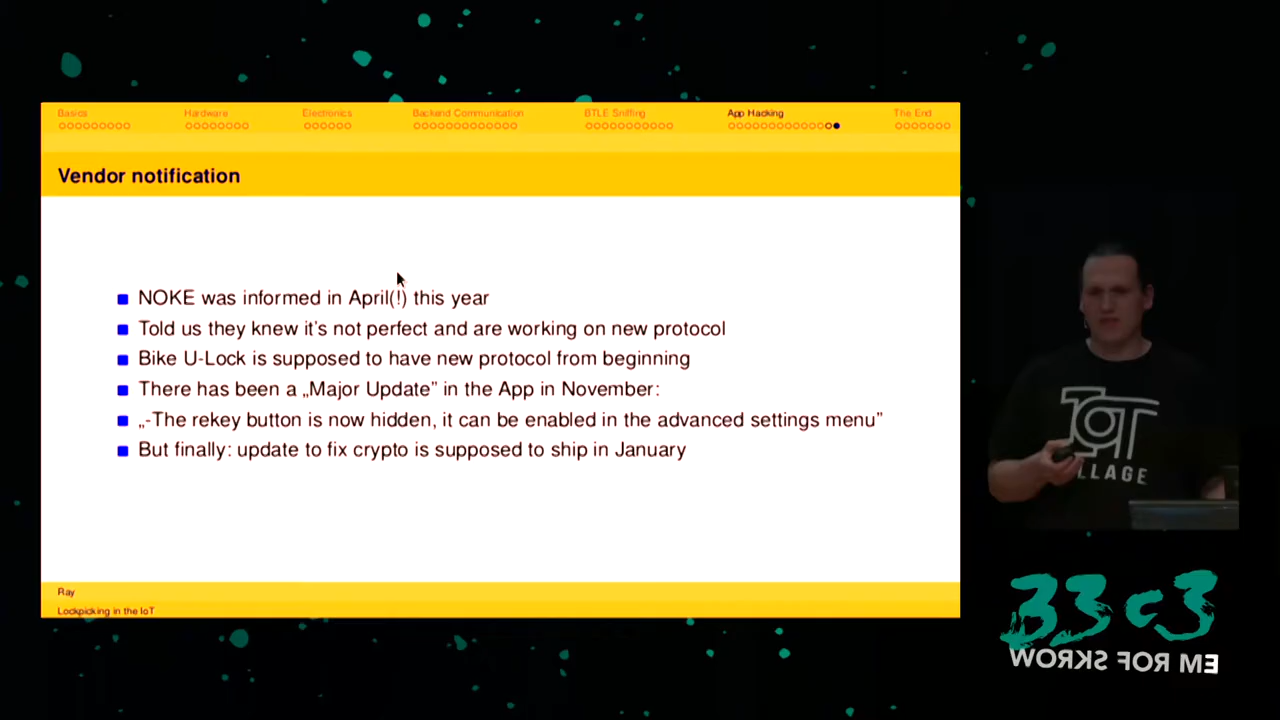 Basics Hardware Electronics Backend Communication BTLE Sniffing App Hacking The End
Vendor notification
NOKE was informed in April(!) this year
Told us they knew it's not perfect and are working on new protocol
Bike U-Lock is supposed to have new protocol from beginning
There has been a „Major Update” in the App in November:
„-The rekey button is now hidden, it can be enabled in the advanced settings menu”
But finally: update to fix crypto is supposed to ship in January
Ray
Lockpicking in the IoT
IoT
LLAGE
33c3
WORKS FOR ME